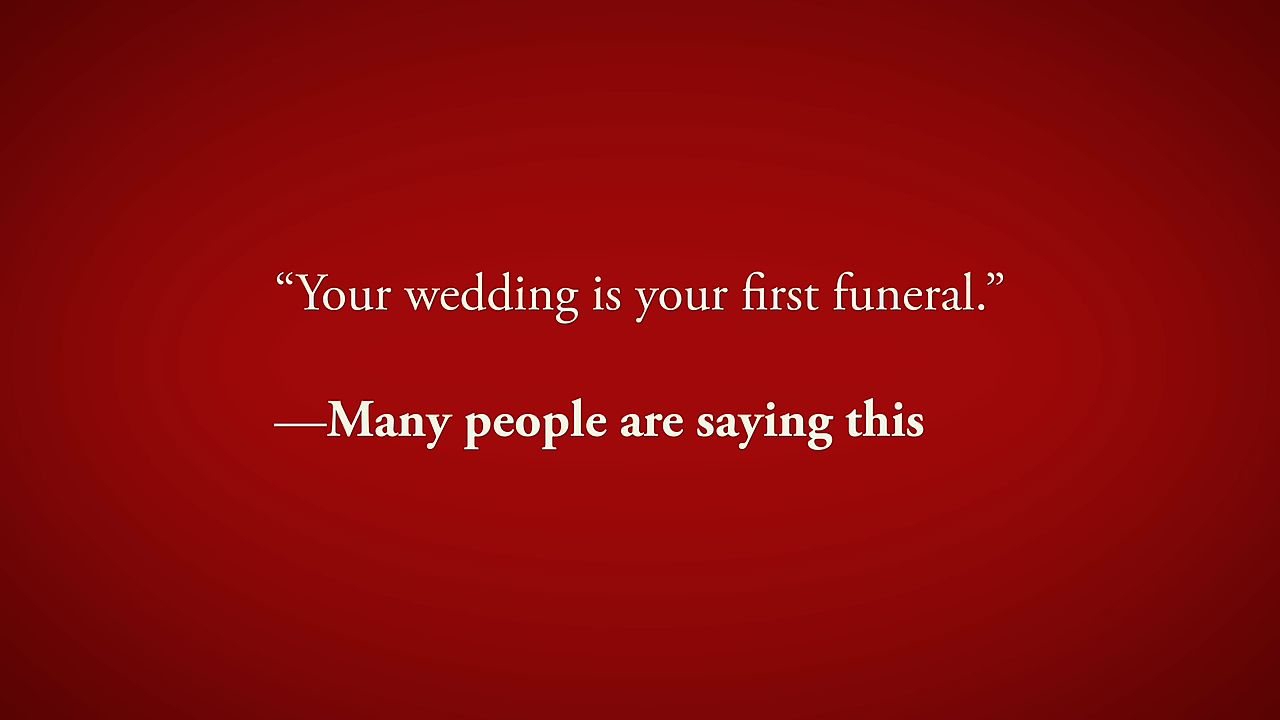 “Your wedding is your first funeral.”
—Many people are saying this